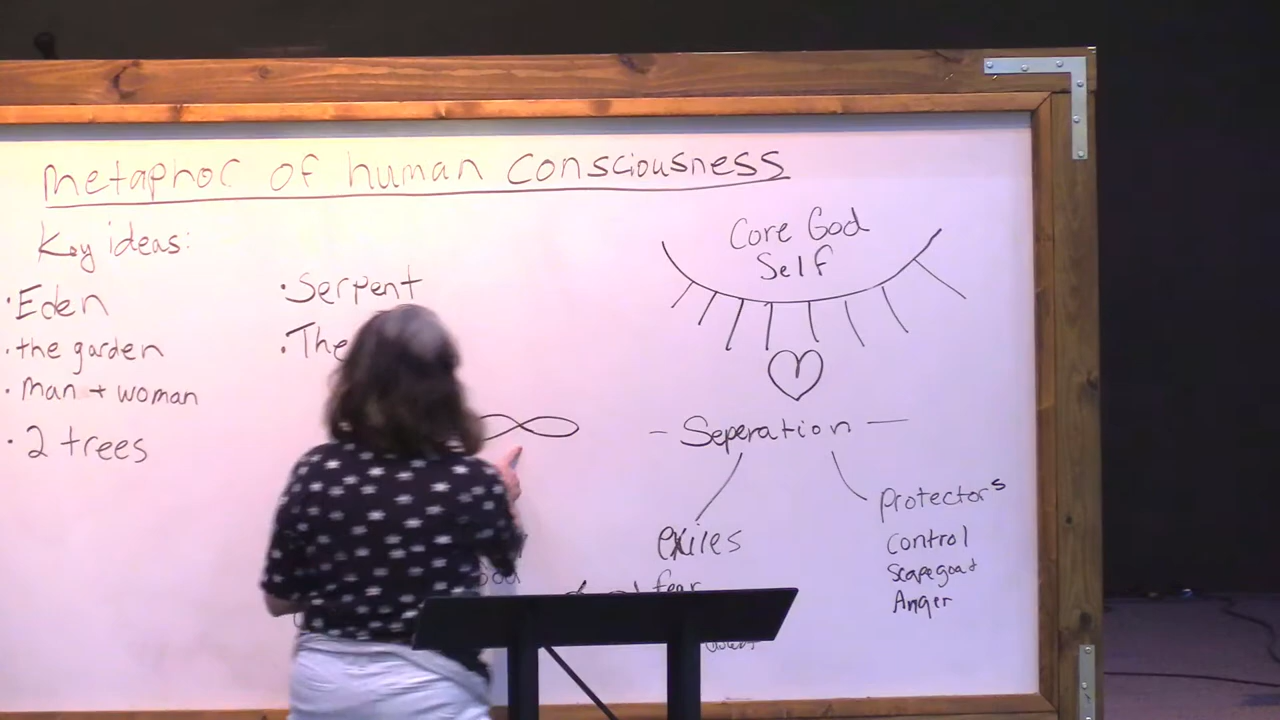 metaphor of human Consciousness
Key ideas:
• Eden
• the garden
• man + woman
• 2 trees
• Serpent
• The
Core God
Self
- Seperation -
exiles
fear
Protectors
control
Scapegoat
Anger